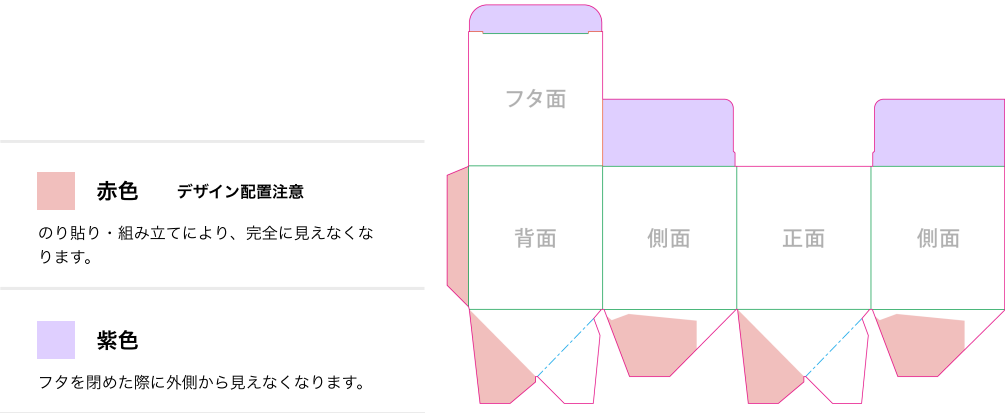 赤色 デザイン配置注意
のり貼り・組み立てにより、完全に見えなくな
ります。
紫色
フタを閉めた際に外側から見えなくなります。
フタ面
背面 側面 正面 側面